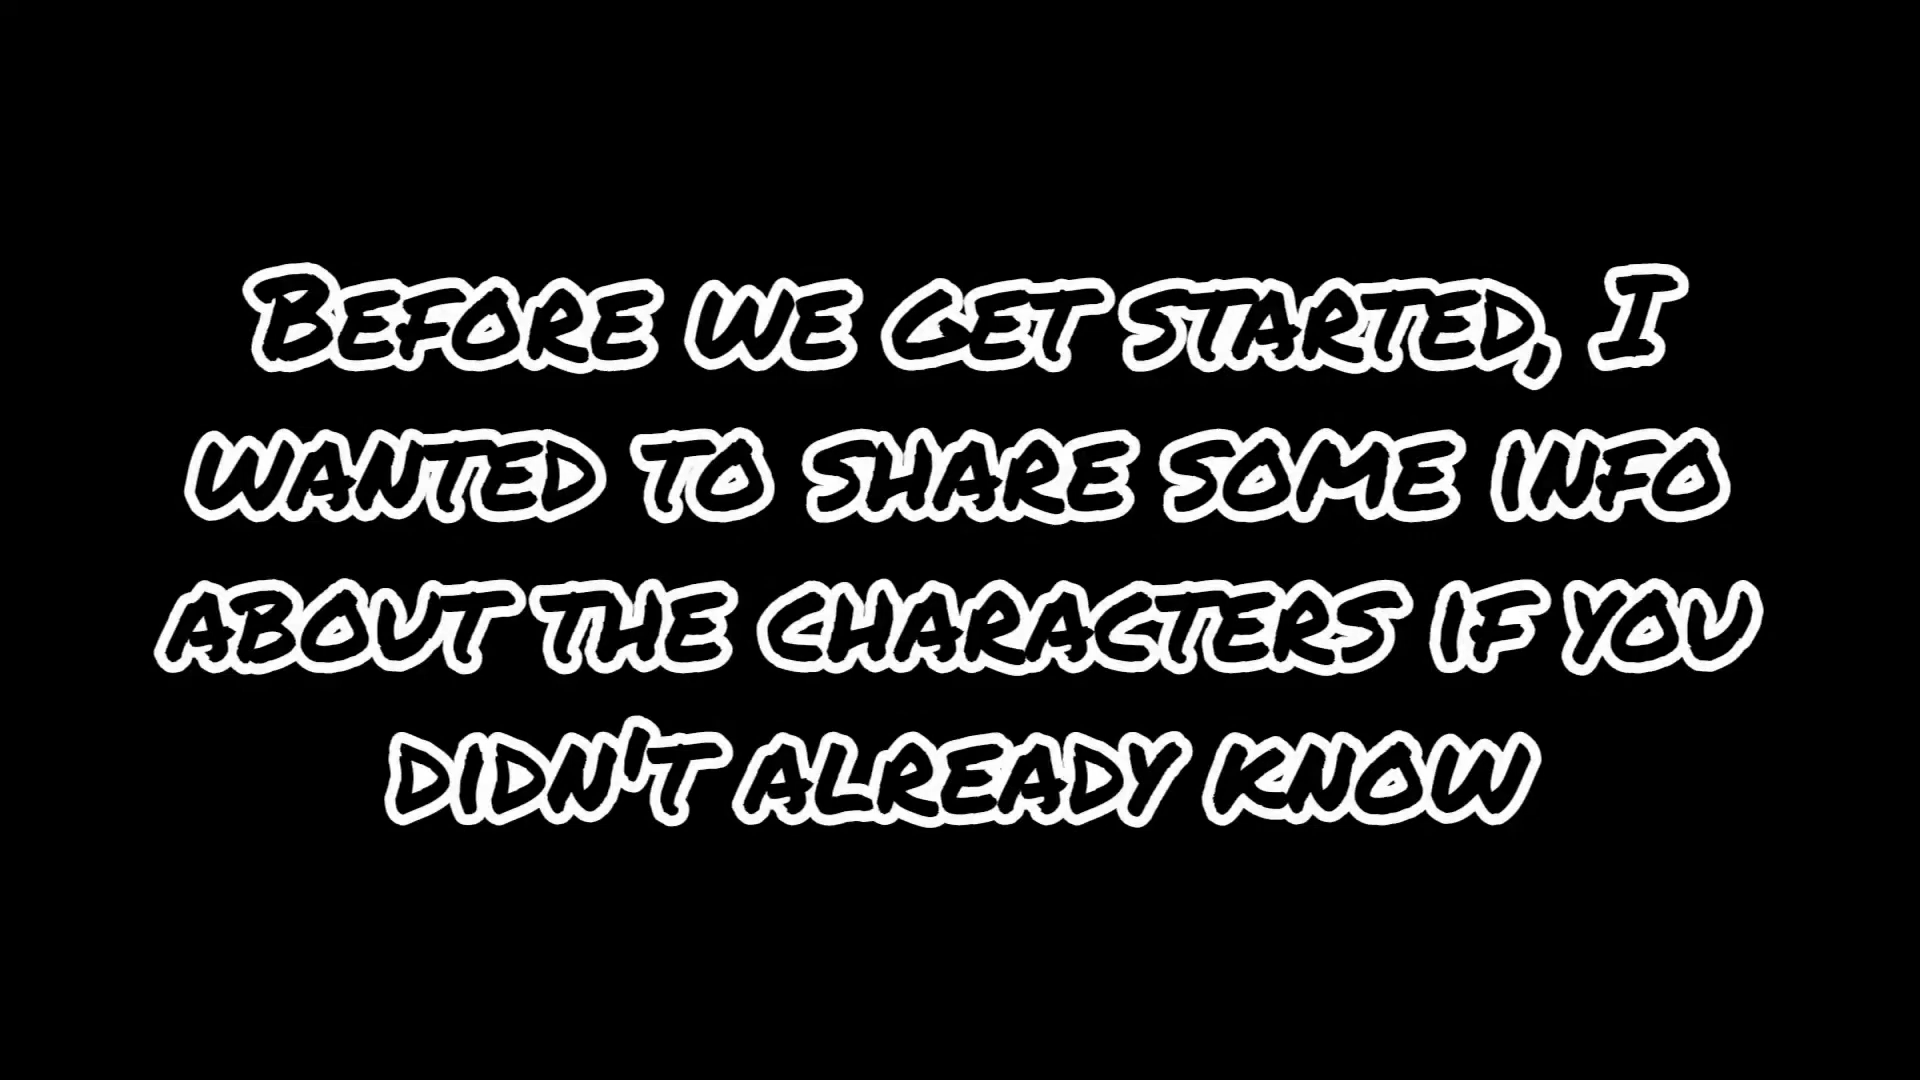 Before we get started, I
wanted to share some info
about the characters if you
didn't already know